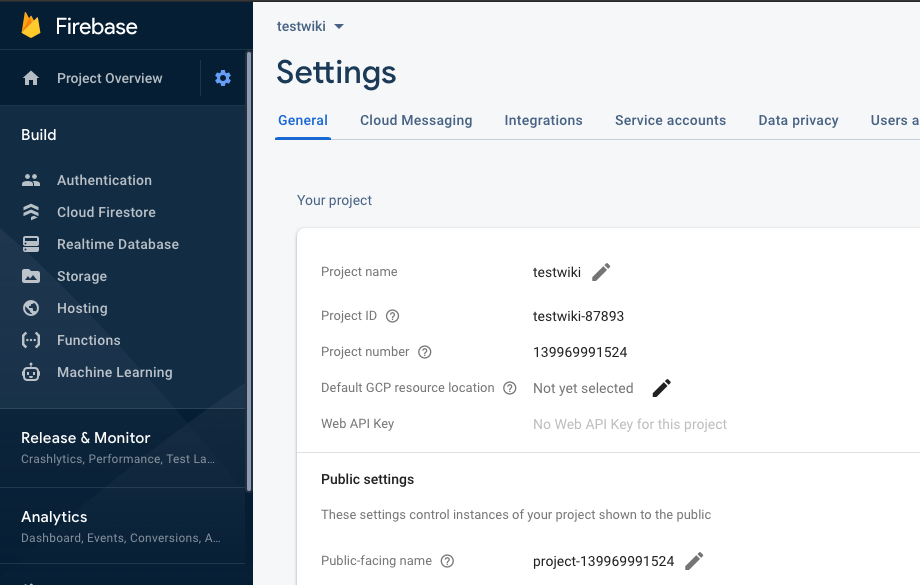 Firebase
Project Overview
Build
Authentication
Cloud Firestore
Realtime Database
Storage
Hosting
Functions
Machine Learning
Release & Monitor
Crashlytics, Performance, Test La...
Analytics
Dashboard, Events, Conversions, A...
testwiki
Settings
General Cloud Messaging Integrations Service accounts Data privacy Users a
Your project
Project name testwiki
Project ID testwiki-87893
Project number 139969991524
Default GCP resource location Not yet selected
Web API Key No Web API Key for this project
Public settings
These settings control instances of your project shown to the public
Public-facing name project-139969991524